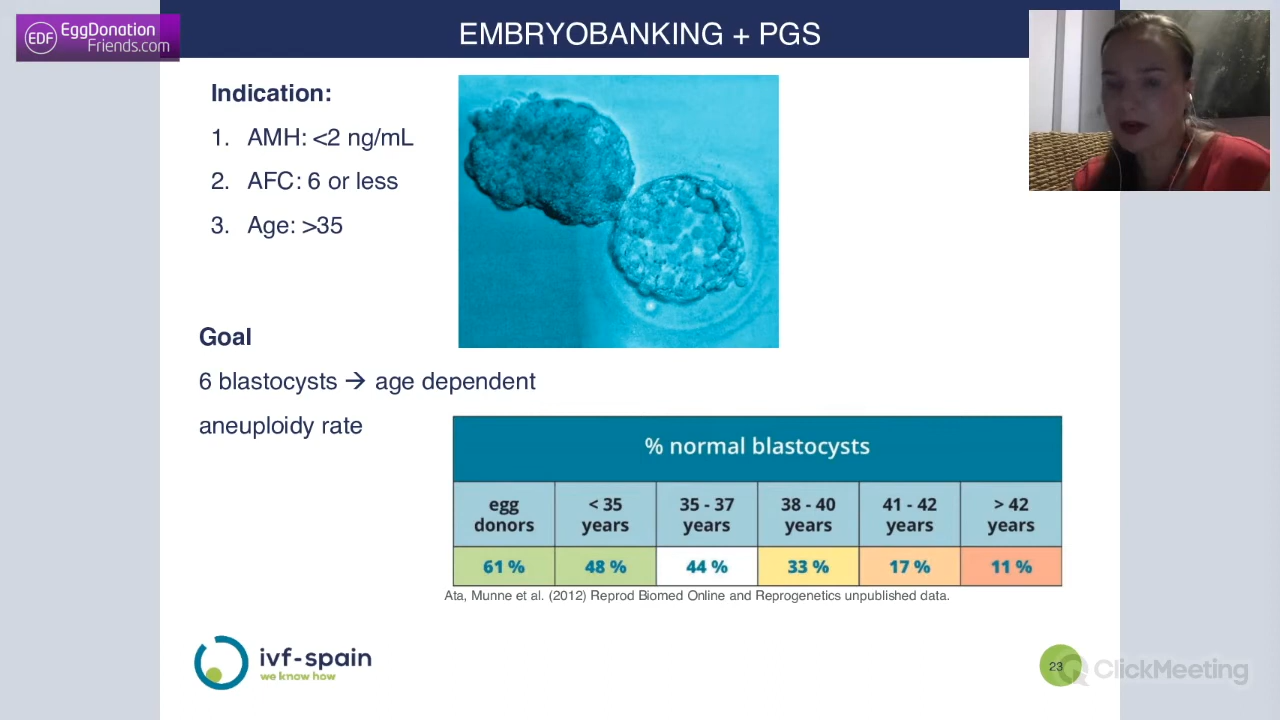 EDF
EggDonation
Friends.com
EMBRYOBANKING + PGS
Indication:
1. AMH: <2 ng/mL
2. AFC: 6 or less
3. Age: >35
Goal
6 blastocysts → age dependent
aneuploidy rate
% normal blastocysts
egg donors < 35 years 35 - 37 years 38 - 40 years 41 - 42 years > 42 years
61 % 48 % 44 % 33 % 17 % 11 %
Ata, Munne et al. (2012) Reprod Biomed Online and Reprogenetics unpublished data.
ivf-spain
we know how
23
ClickMeeting